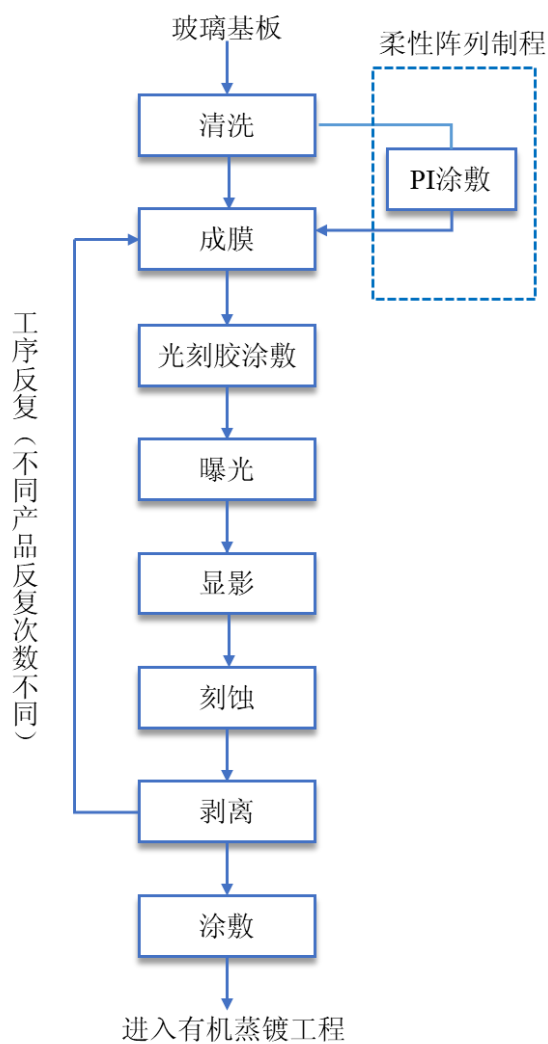 玻璃基板
柔性阵列制程
清洗
PI涂敷
成膜
光刻胶涂敷
曝光
显影
刻蚀
剥离
涂敷
进入有机蒸镀工程
工序反复（不同产品反复次数不同）